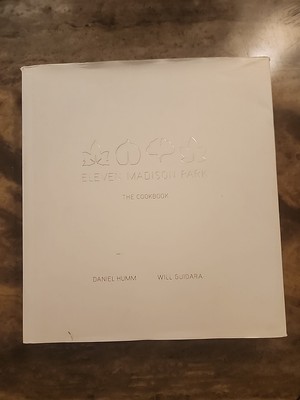 ELEVEN MADISON PARK
THE COOKBOOK
DANIEL HUMM WILL GUIDARA